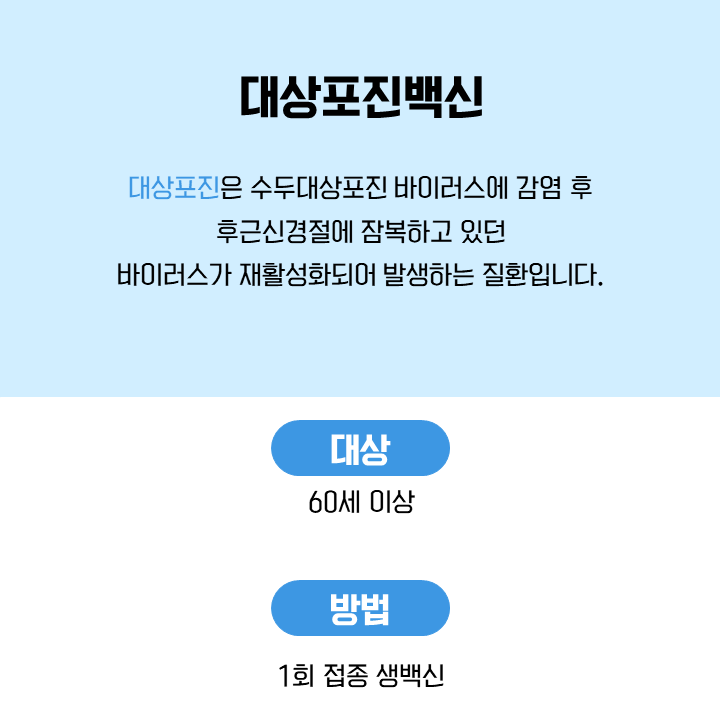 대상포진백신
대상포진은 수두대상포진 바이러스에 감염 후
후근신경절에 잠복하고 있던
바이러스가 재활성화되어 발생하는 질환입니다.
대상
60세 이상
방법
1회 접종 생백신